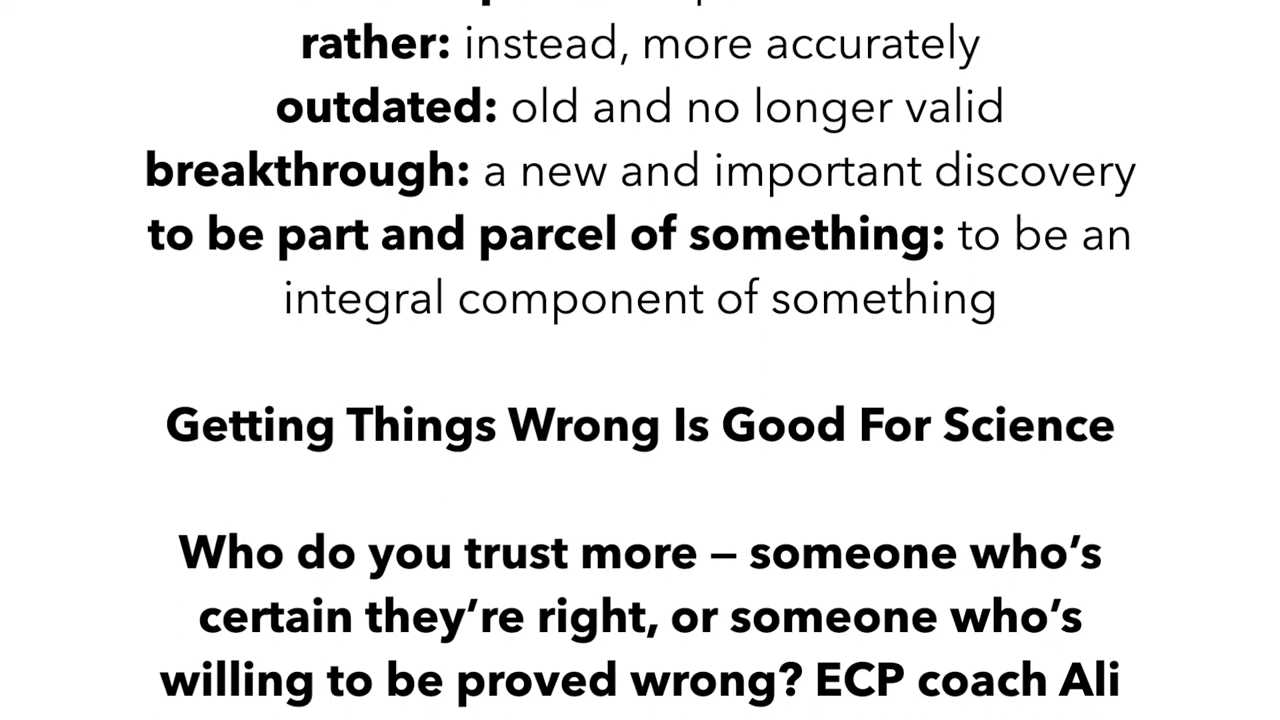 rather: instead, more accurately
outdated: old and no longer valid
breakthrough: a new and important discovery
to be part and parcel of something: to be an
integral component of something
Getting Things Wrong Is Good For Science
Who do you trust more – someone who’s
certain they’re right, or someone who’s
willing to be proved wrong? ECP coach Ali